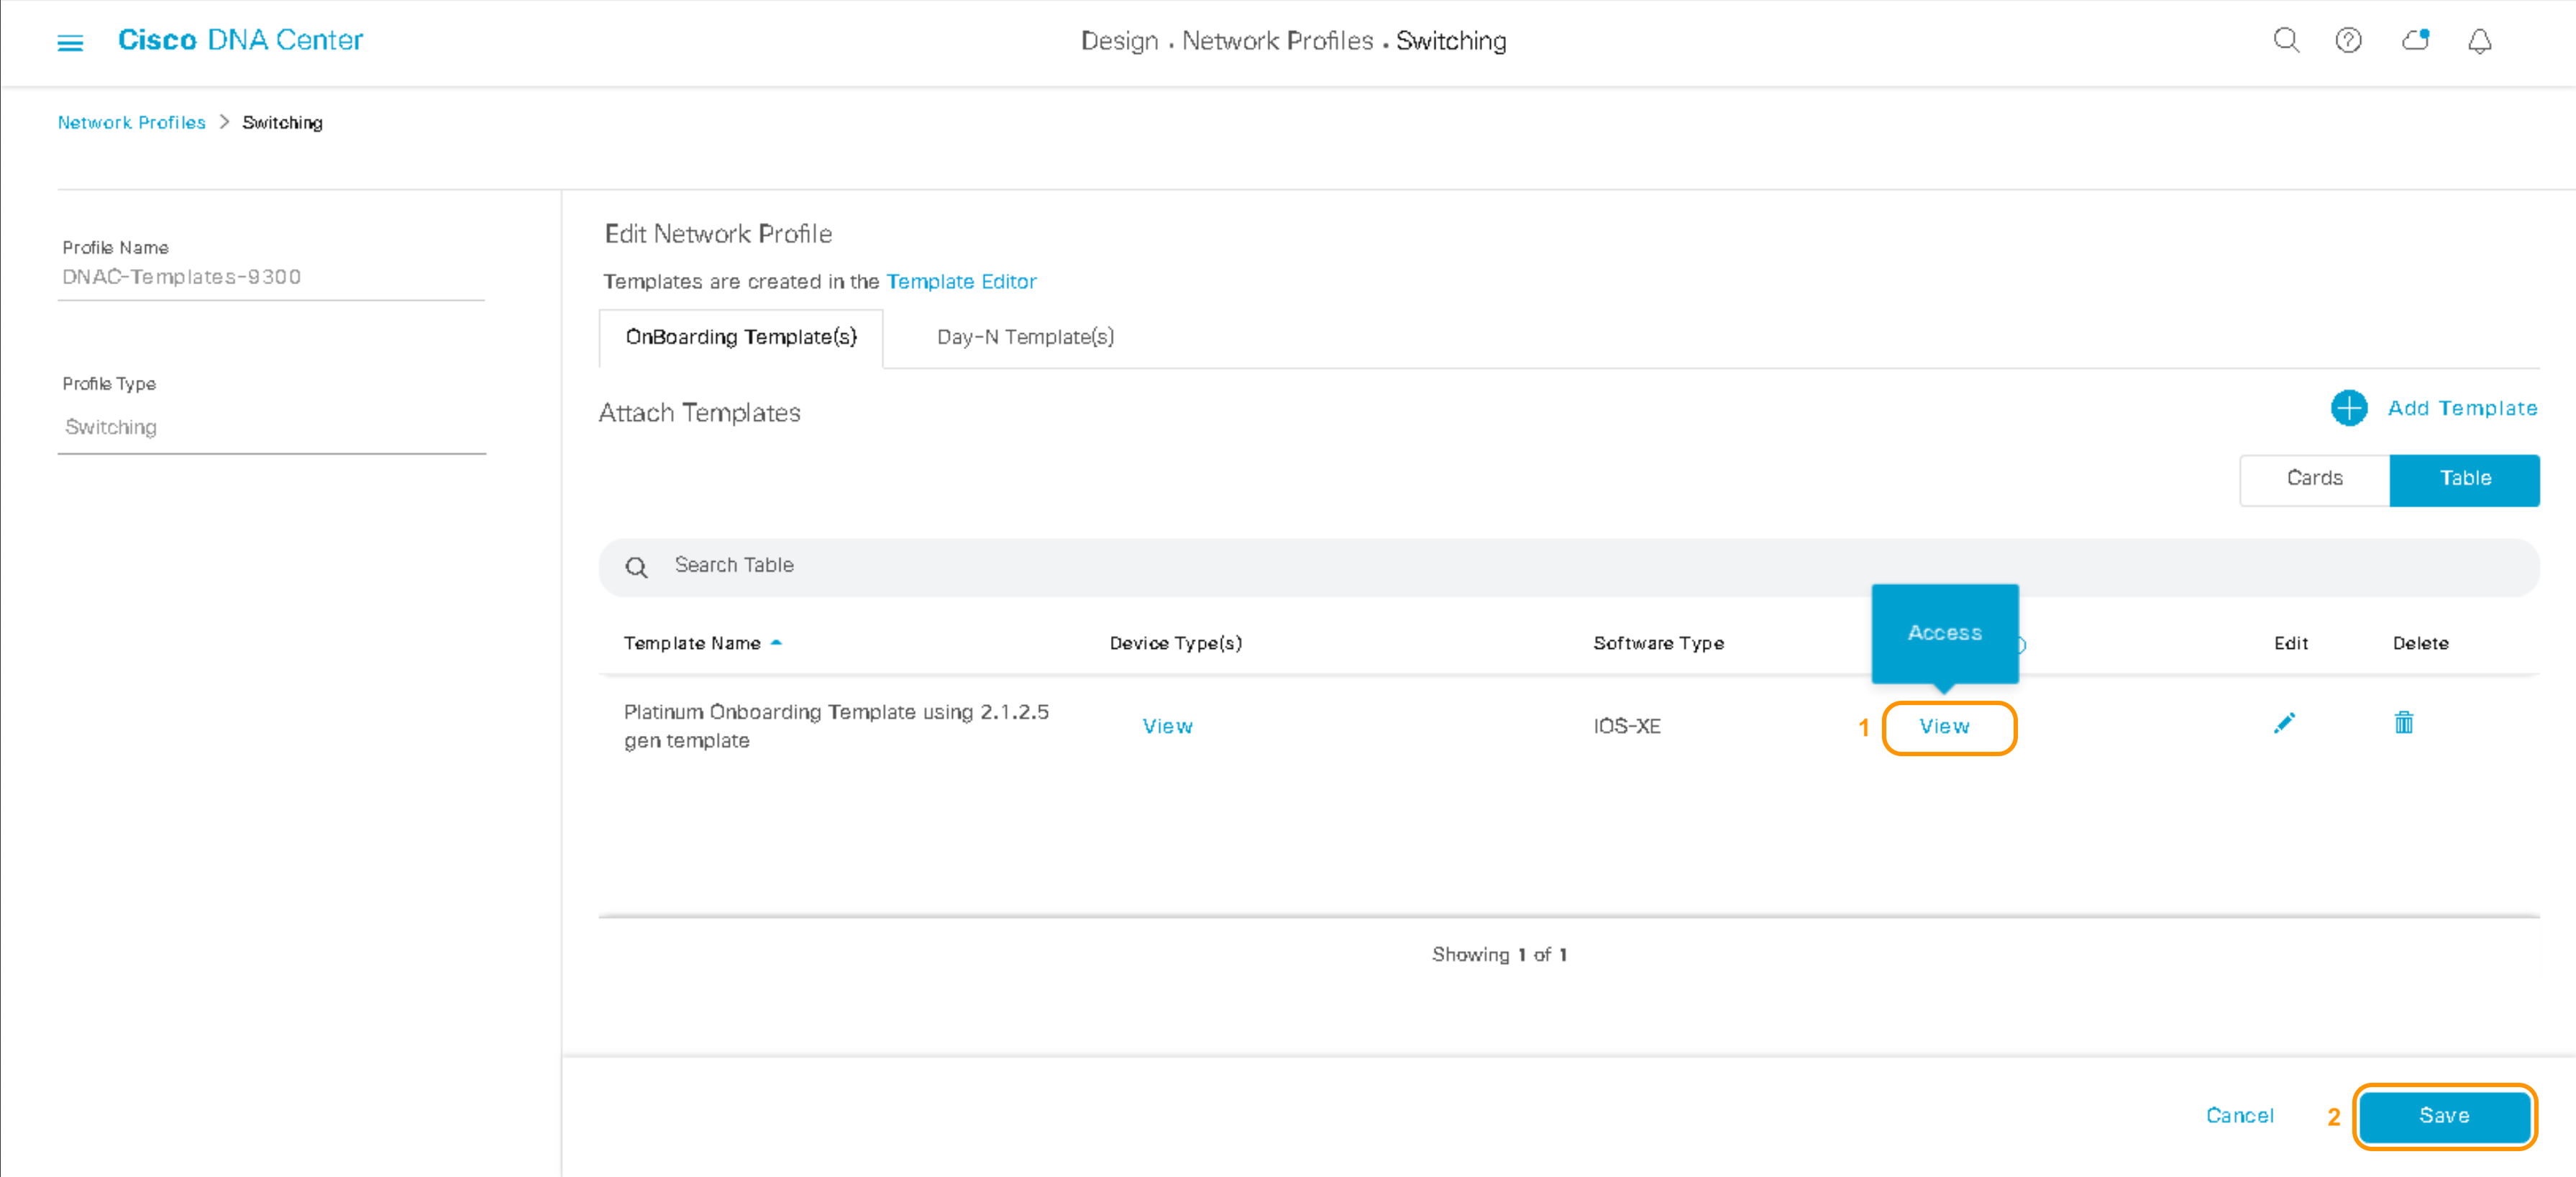 Cisco DNA Center
Design • Network Profiles • Switching
Network Profiles > Switching
Profile Name
DNAC-Templates-9300
Profile Type
Switching
Edit Network Profile
Templates are created in the Template Editor
OnBoarding Template(s)
Day-N Template(s)
Attach Templates
Add Template
Cards
Table
Search Table
Template Name
Device Type(s)
Software Type
Access
Edit
Delete
Platinum Onboarding Template using 2.1.2.5
gen template
View
IOS-XE
1
View
Showing 1 of 1
Cancel
2
Save